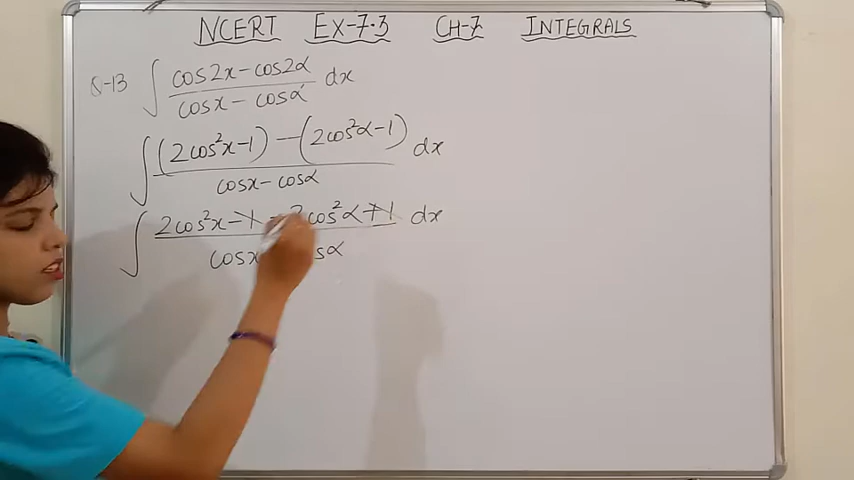 NCERT EX-7.3 CH-7 INTEGRALS
Q-13 ∫ (cos2x - cos2α)/(cosx - cosα) dx
∫ ((2cos²x-1) - (2cos²α-1))/(cosx - cosα) dx
∫ (2cos²x - 1 - 2cos²α + 1)/(cosx sα) dx